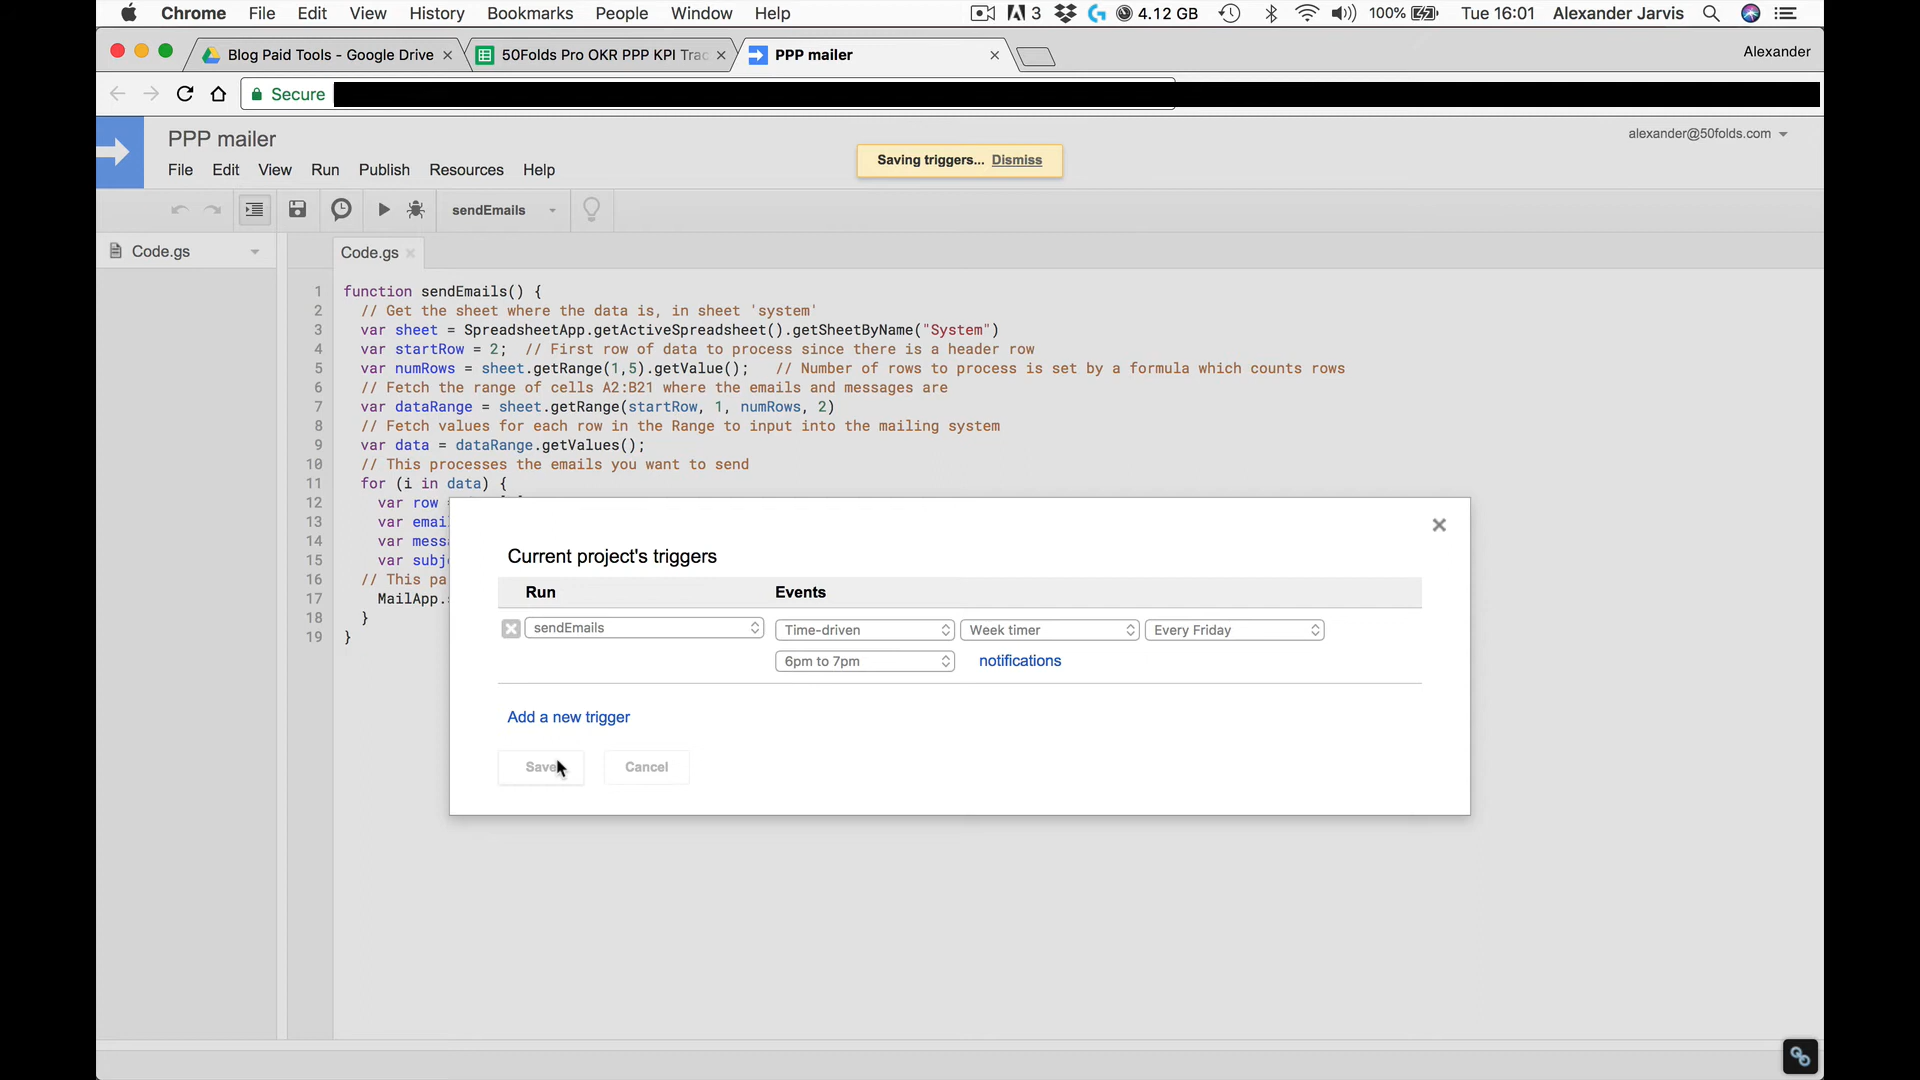 Chrome File Edit View History Bookmarks People Window Help 3 4.12 GB 100% Tue 16:01 Alexander Jarvis
Blog Paid Tools - Google Drive 50Folds Pro OKR PPP KPI Trac PPP mailer Alexander
Secure
PPP mailer
alexander@50folds.com
Saving triggers... Dismiss
File Edit View Run Publish Resources Help
sendEmails
Code.gs
Code.gs
1 function sendEmails() {
2 // Get the sheet where the data is, in sheet 'system'
3 var sheet = SpreadsheetApp.getActiveSpreadsheet().getSheetByName("System")
4 var startRow = 2; // First row of data to process since there is a header row
5 var numRows = sheet.getRange(1,5).getValue(); // Number of rows to process is set by a formula which counts rows
6 // Fetch the range of cells A2:B21 where the emails and messages are
7 var dataRange = sheet.getRange(startRow, 1, numRows, 2)
8 // Fetch values for each row in the Range to input into the mailing system
9 var data = dataRange.getValues();
10 // This processes the emails you want to send
11 for (i in data) {
12 var row
13 var emai
14 var mess
15 var subj
16 // This pa
17 MailApp.
18 }
19 }
Current project's triggers
Run Events
sendEmails Time-driven Week timer Every Friday
6pm to 7pm notifications
Add a new trigger
Save Cancel